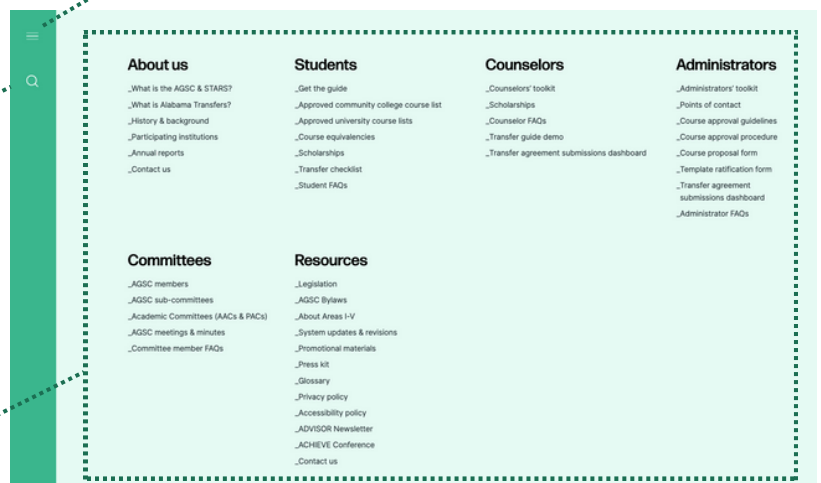 About us
_What is the AGSC & STARS?
_What is Alabama Transfers?
_History & background
_Participating institutions
_Annual reports
_Contact us
Students
_Get the guide
_Approved community college course list
_Approved university course lists
_Course equivalencies
_Scholarships
_Transfer checklist
_Student FAQs
Counselors
_Counselors' toolkit
_Scholarships
_Counselor FAQs
_Transfer guide demo
_Transfer agreement submissions dashboard
Administrators
_Administrators' toolkit
_Points of contact
_Course approval guidelines
_Course approval procedure
_Course proposal form
_Template ratification form
_Transfer agreement
submissions dashboard
_Administrator FAQs
Committees
_AGSC members
_AGSC sub-committees
_Academic Committees (AACs & PACs)
_AGSC meetings & minutes
_Committee member FAQs
Resources
_Legislation
_AGSC Bylaws
_About Areas I-V
_System updates & revisions
_Promotional materials
_Press kit
_Glossary
_Privacy policy
_Accessibility policy
_ADVISOR Newsletter
_ACHIEVE Conference
_Contact us